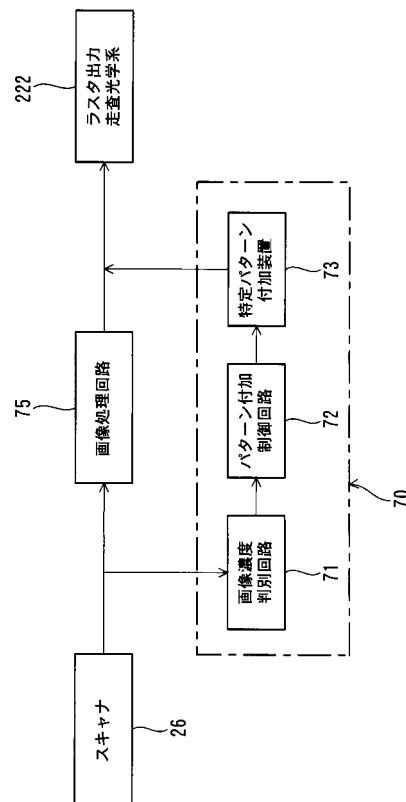 スキャナ
26
画像処理回路
75
ラスタ出力
走査光学系
222
画像濃度
判別回路
71
パターン付加
制御回路
72
特定パターン
付加装置
73
70